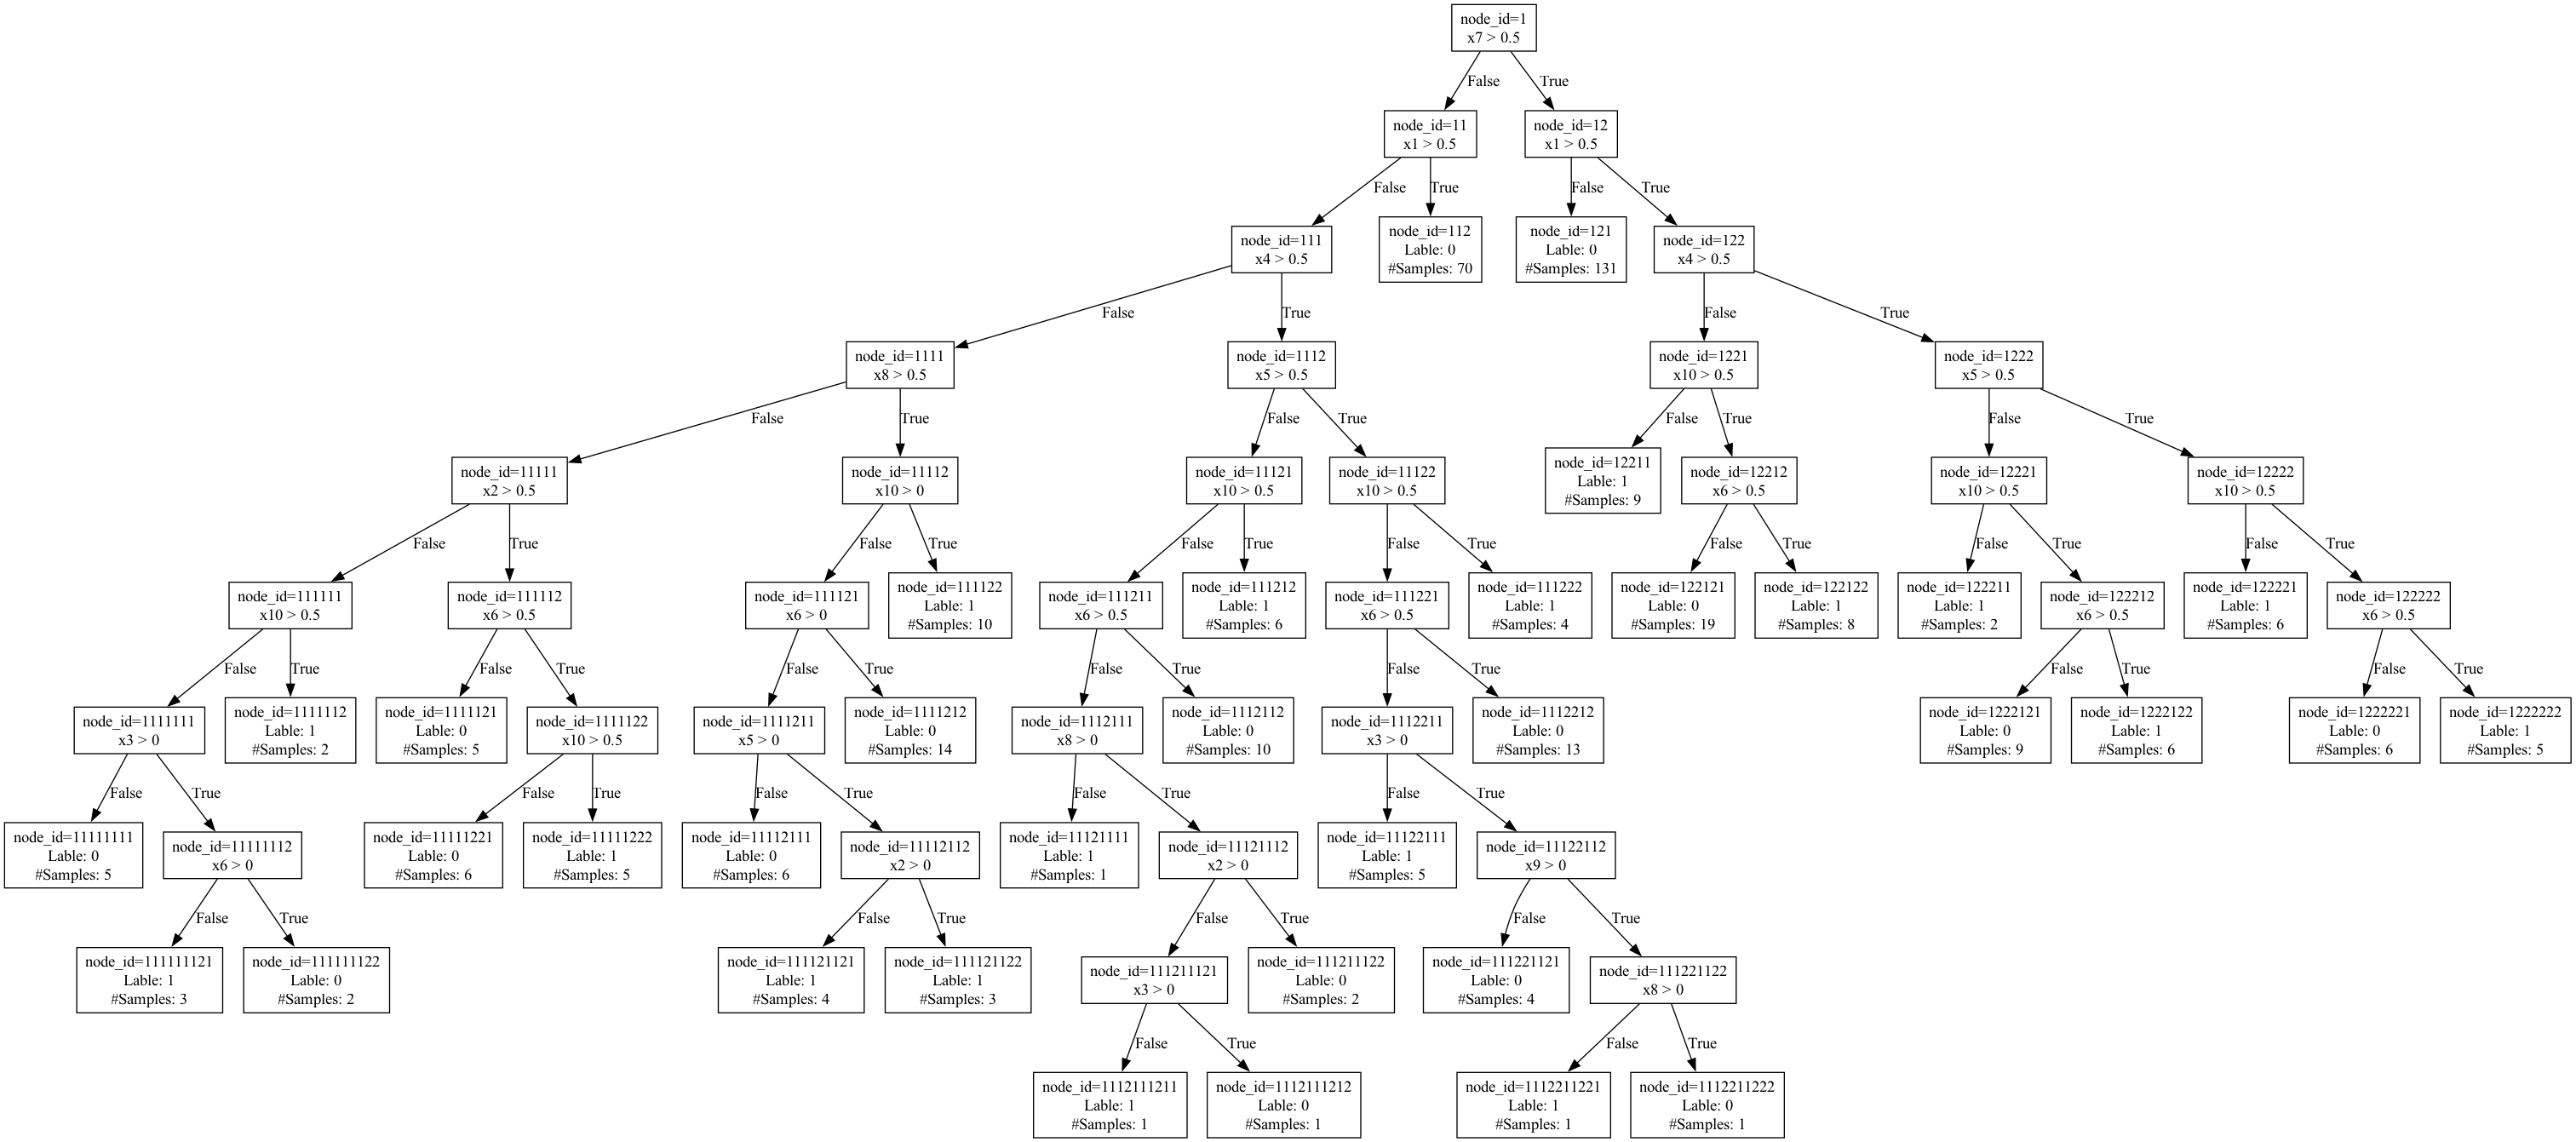 node_id=1
x7 > 0.5
False
True
node_id=11
x1 > 0.5
node_id=12
x1 > 0.5
False
True
False
True
node_id=111
x4 > 0.5
node_id=112
Lable: 0
#Samples: 70
node_id=121
Lable: 0
#Samples: 131
node_id=122
x4 > 0.5
False
True
False
True
node_id=1111
x8 > 0.5
node_id=1112
x5 > 0.5
node_id=1221
x10 > 0.5
node_id=1222
x5 > 0.5
False
True
False
True
False
True
False
True
node_id=11111
x2 > 0.5
node_id=11112
x10 > 0
node_id=11121
x10 > 0.5
node_id=11122
x10 > 0.5
node_id=12211
Lable: 1
#Samples: 9
node_id=12212
x6 > 0.5
node_id=12221
x10 > 0.5
node_id=12222
x10 > 0.5
False
True
False
True
False
True
False
True
False
True
False
True
False
True
node_id=111111
x10 > 0.5
node_id=111112
x6 > 0.5
node_id=111121
x6 > 0
node_id=111122
Lable: 1
#Samples: 10
node_id=111211
x6 > 0.5
node_id=111212
Lable: 1
#Samples: 6
node_id=111221
x6 > 0.5
node_id=111222
Lable: 1
#Samples: 4
node_id=122121
Lable: 0
#Samples: 19
node_id=122122
Lable: 1
#Samples: 8
node_id=122211
Lable: 1
#Samples: 2
node_id=122212
x6 > 0.5
node_id=122221
Lable: 1
#Samples: 6
node_id=122222
x6 > 0.5
False
True
False
True
False
True
False
True
False
True
False
True
False
True
node_id=1111111
x3 > 0
node_id=1111112
Lable: 1
#Samples: 2
node_id=1111121
Lable: 0
#Samples: 5
node_id=1111122
x10 > 0.5
node_id=1111211
x5 > 0
node_id=1111212
Lable: 0
#Samples: 14
node_id=1112111
x8 > 0
node_id=1112112
Lable: 0
#Samples: 10
node_id=1112211
x3 > 0
node_id=1112212
Lable: 0
#Samples: 13
node_id=1222121
Lable: 0
#Samples: 9
node_id=1222122
Lable: 1
#Samples: 6
node_id=1222221
Lable: 0
#Samples: 6
node_id=1222222
Lable: 1
#Samples: 5
False
True
False
True
False
True
False
True
False
True
node_id=11111111
Lable: 0
#Samples: 5
node_id=11111112
x6 > 0
node_id=11111221
Lable: 0
#Samples: 6
node_id=11111222
Lable: 1
#Samples: 5
node_id=11112111
Lable: 0
#Samples: 6
node_id=11112112
x2 > 0
node_id=11121111
Lable: 1
#Samples: 1
node_id=11121112
x2 > 0
node_id=11122111
Lable: 1
#Samples: 5
node_id=11122112
x9 > 0
False
True
False
True
False
True
False
True
node_id=111111121
Lable: 1
#Samples: 3
node_id=111111122
Lable: 0
#Samples: 2
node_id=111121121
Lable: 1
#Samples: 4
node_id=111121122
Lable: 1
#Samples: 3
node_id=111211121
x3 > 0
node_id=111211122
Lable: 0
#Samples: 2
node_id=111221121
Lable: 0
#Samples: 4
node_id=111221122
x8 > 0
False
True
False
True
node_id=1112111211
Lable: 1
#Samples: 1
node_id=1112111212
Lable: 0
#Samples: 1
node_id=1112211221
Lable: 1
#Samples: 1
node_id=1112211222
Lable: 0
#Samples: 1